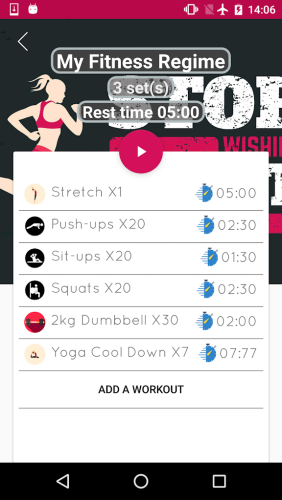 14:06
My Fitness Regime
3 set(s)
Rest time 05:00
STOP
WISHI
Stretch X1 05:00
Push-ups X20 02:30
Sit-ups X20 01:30
Squats X20 02:30
2kg Dumbbell X30 02:00
Yoga Cool Down X7 07:77
ADD A WORKOUT